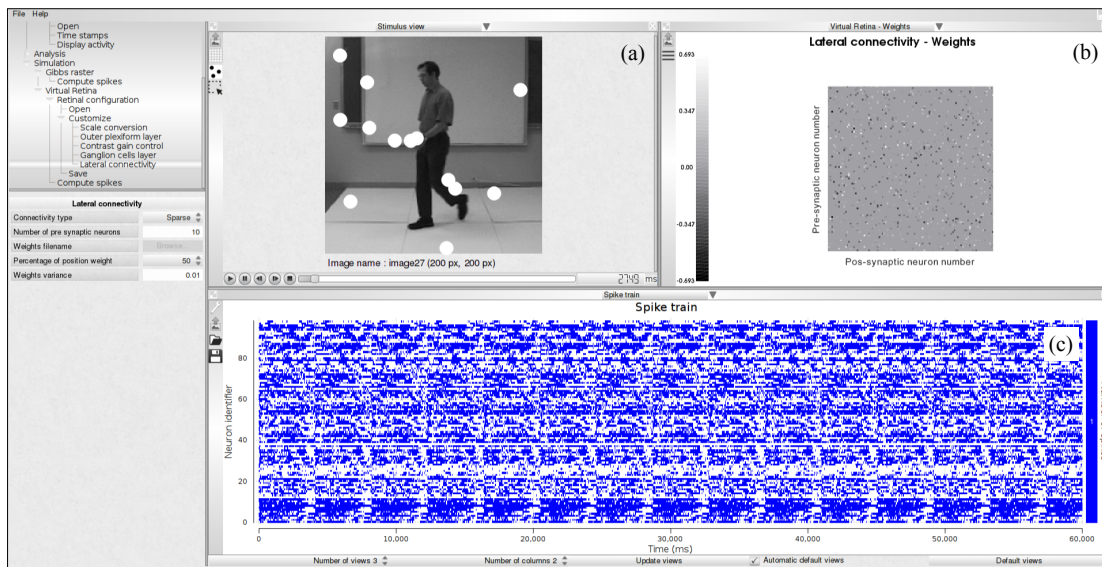 File Help
Open
Time stamps
Display activity
Analysis
Simulation
Gibbs raster
Compute spikes
Virtual Retina
Retinal configuration
Open
Customize
Scale conversion
Outer plexiform layer
Contrast gain control
Ganglion cells layer
Lateral connectivity
Save
Compute spikes
Lateral connectivity
Connectivity type Sparse
Number of pre synaptic neurons 10
Weights filename Browse...
Percentage of position weight 50
Weights variance 0.01
Stimulus view
(a)
Image name : image27 (200 px, 200 px)
2749 ms
Virtual Retina - Weights
Lateral connectivity - Weights
(b)
0.693
0.347
0.00
-0.347
-0.693
Pre-synaptic neuron number
Pos-synaptic neuron number
Spike train
Spike train
(c)
Neuron identifier
80
60
40
20
0
0 10,000 20,000 30,000 40,000 50,000 60,000
Time (ms)
Number of views 3 Number of columns 2 Update views Automatic default views Default views